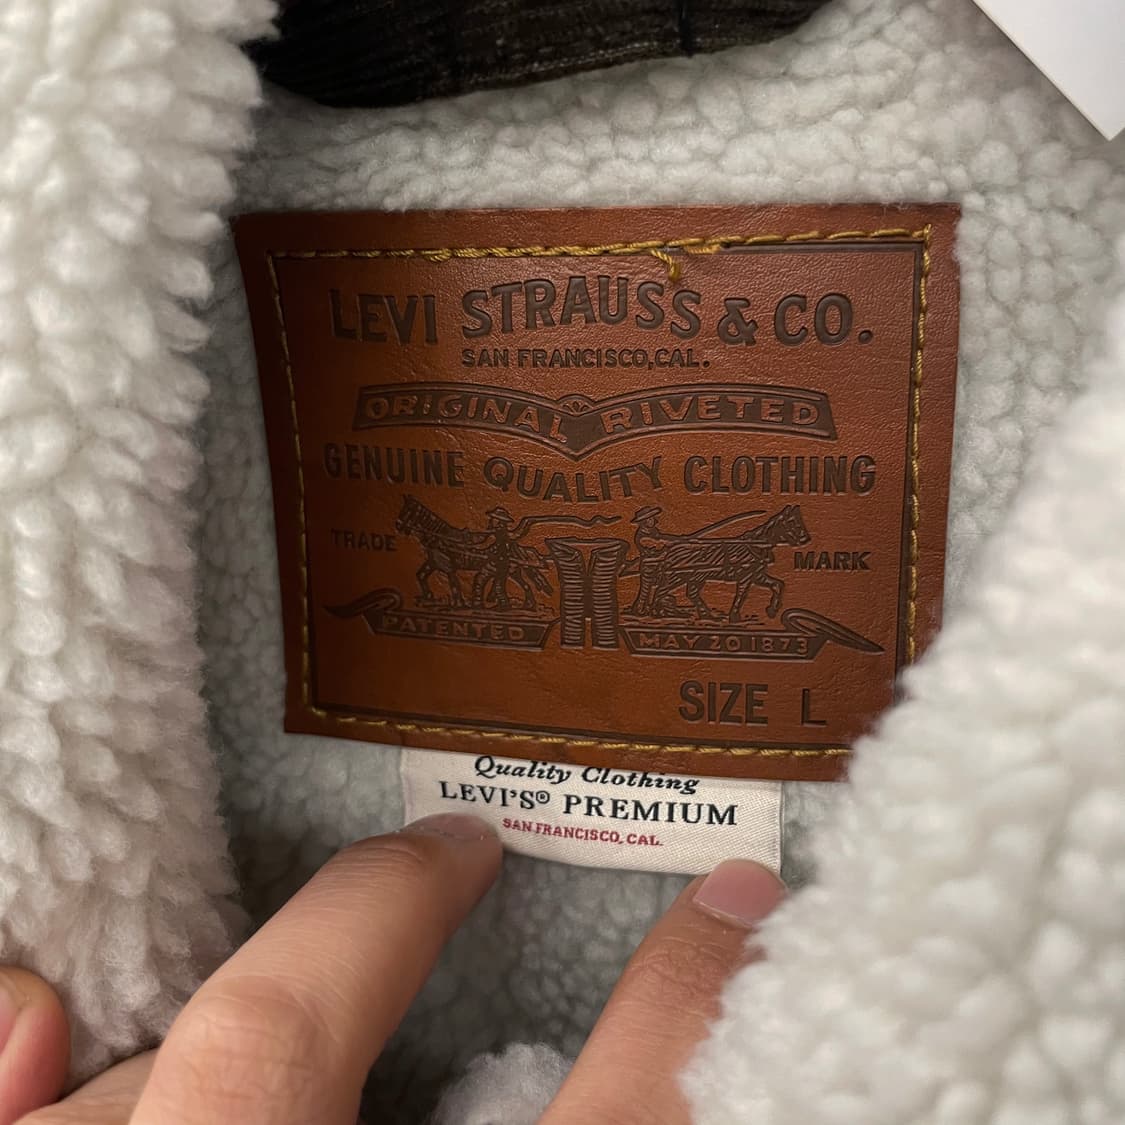 LEVI STRAUSS & CO.
SAN FRANCISCO, CAL.
ORIGINAL RIVETED
GENUINE QUALITY CLOTHING
TRADE MARK
PATENTED MAY 20 1873
SIZE L
Quality Clothing
LEVI'S® PREMIUM
SAN FRANCISCO, CAL.